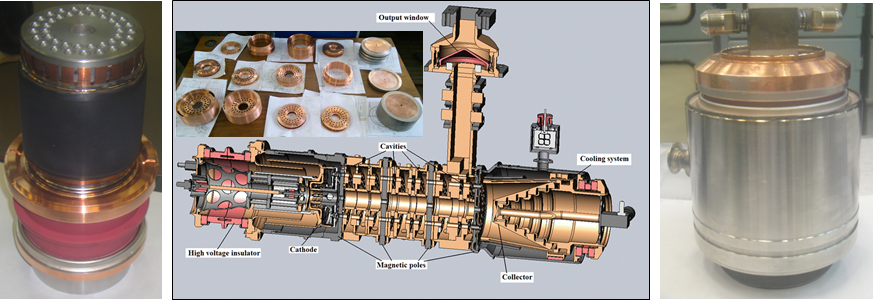 Output window
Cavities
Cooling system
High voltage insulator
Cathode
Magnetic poles
Collector